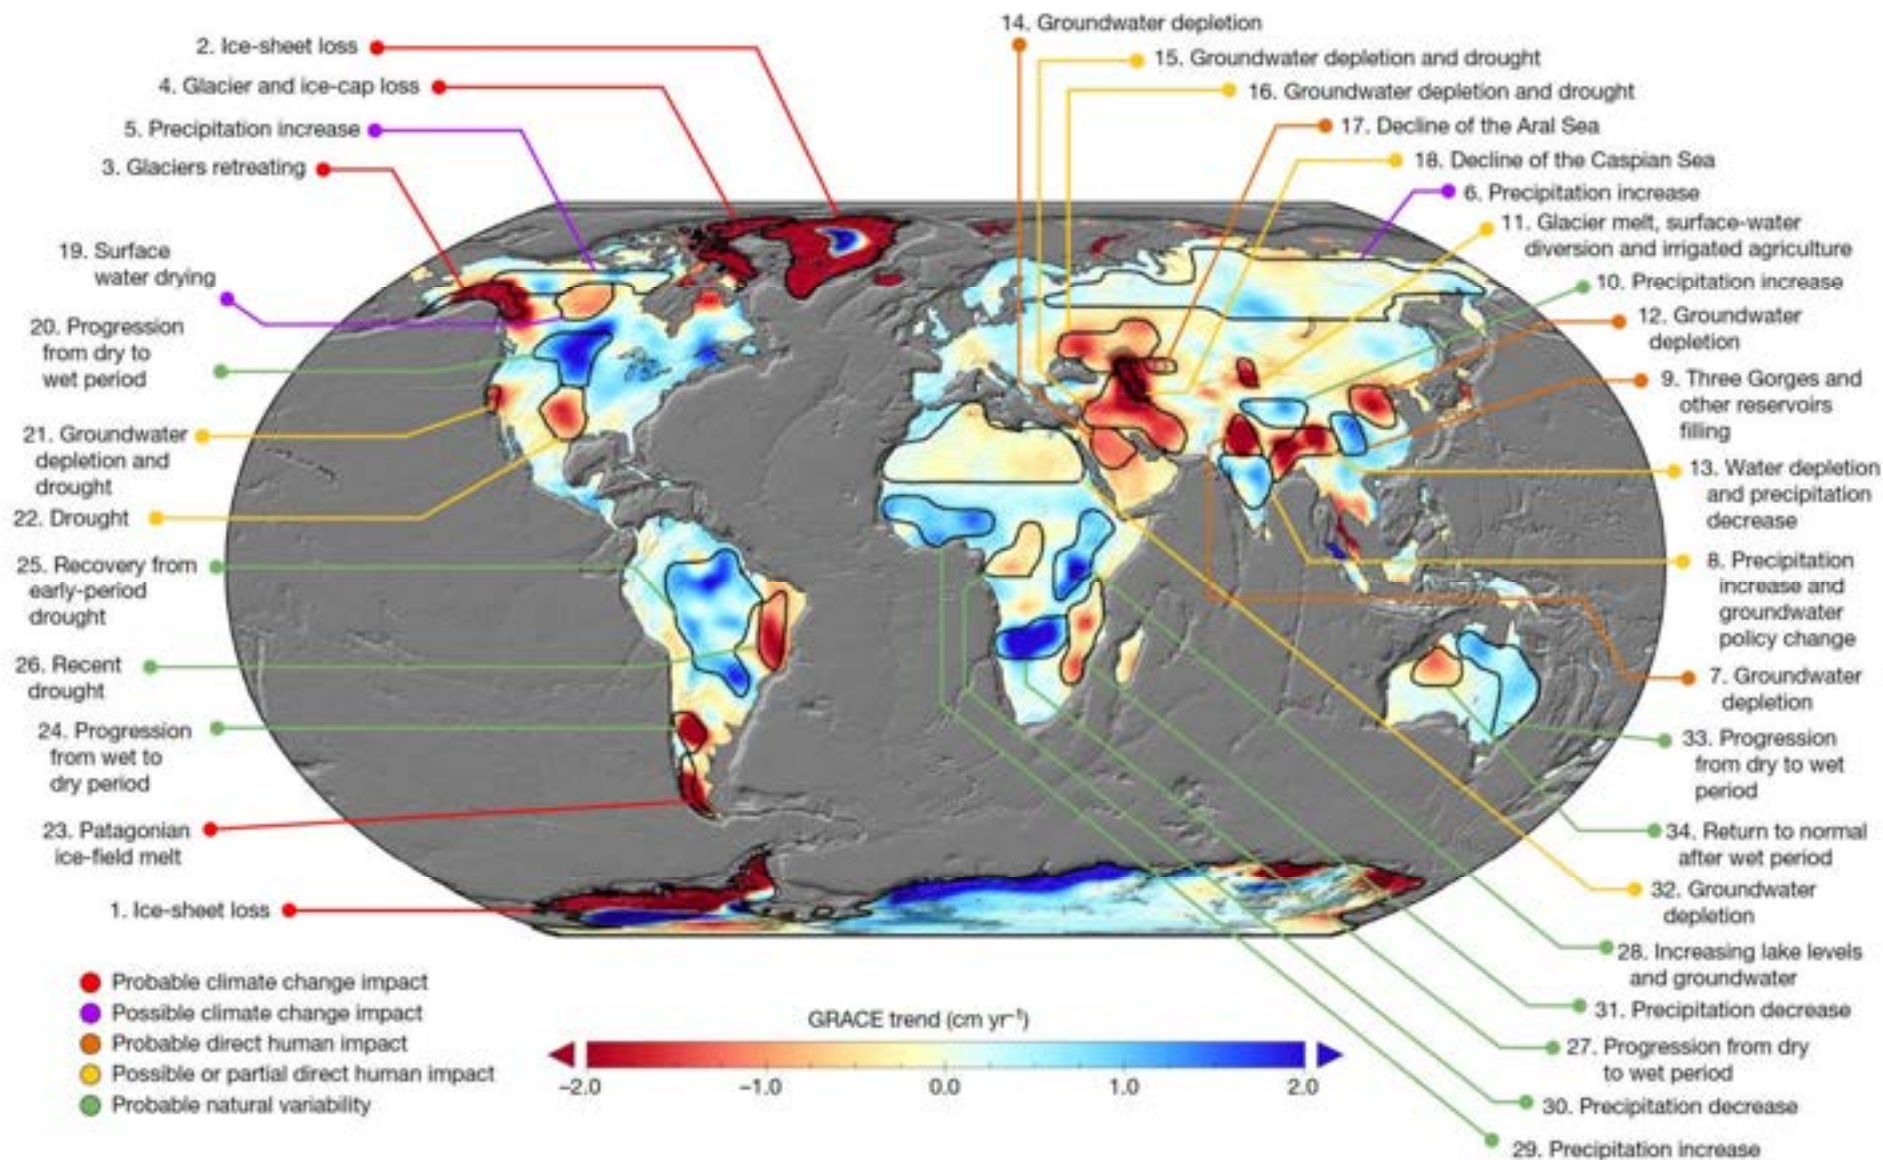 14. Groundwater depletion
2. Ice-sheet loss
15. Groundwater depletion and drought
4. Glacier and ice-cap loss
16. Groundwater depletion and drought
5. Precipitation increase
17. Decline of the Aral Sea
3. Glaciers retreating
18. Decline of the Caspian Sea
6. Precipitation increase
11. Glacier melt, surface-water
diversion and irrigated agriculture
19. Surface
water drying
10. Precipitation increase
20. Progression
from dry to
wet period
12. Groundwater
depletion
9. Three Gorges and
other reservoirs
filling
21. Groundwater
depletion and
drought
13. Water depletion
and precipitation
decrease
22. Drought
25. Recovery from
early-period
drought
8. Precipitation
increase and
groundwater
policy change
26. Recent
drought
7. Groundwater
depletion
24. Progression
from wet to
dry period
33. Progression
from dry to wet
period
23. Patagonian
ice-field melt
34. Return to normal
after wet period
1. Ice-sheet loss
32. Groundwater
depletion
28. Increasing lake levels
and groundwater
31. Precipitation decrease
27. Progression from dry
to wet period
30. Precipitation decrease
29. Precipitation increase
Probable climate change impact
Possible climate change impact
Probable direct human impact
Possible or partial direct human impact
Probable natural variability
GRACE trend (cm yr⁻¹)
–2.0 –1.0 0.0 1.0 2.0